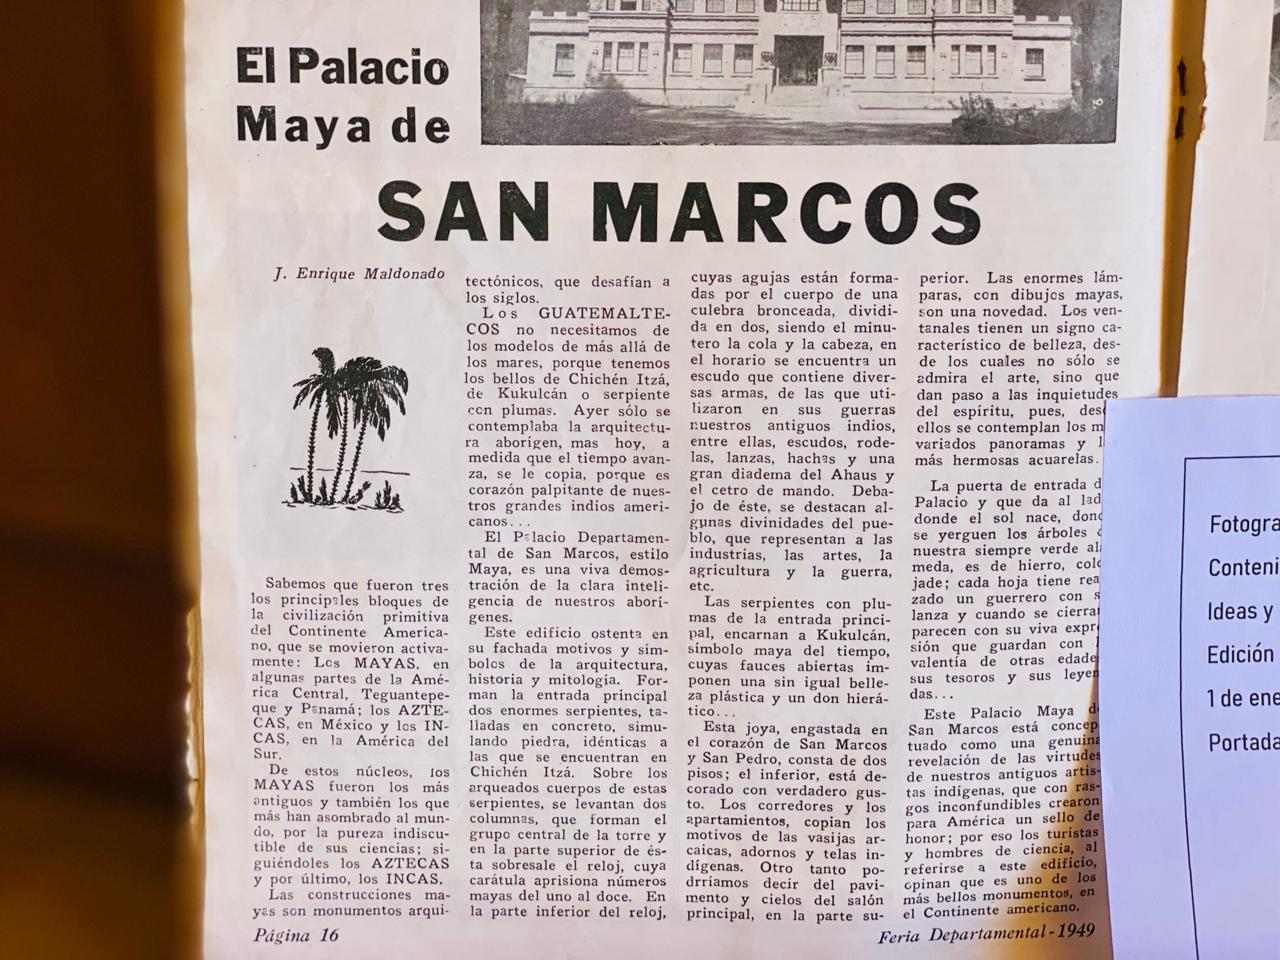 El Palacio
Maya de
SAN MARCOS
J. Enrique Maldonado
Sabemos que fueron tres
los principales bloques de
la civilización primitiva
del Continente America-
no, que se movieron activa-
mente: Los MAYAS, en
algunas partes de la Amé-
rica Central, Teguantepe-
que y Panamá; los AZTE-
CAS, en México y los IN-
CAS, en la América del
Sur.
De estos núcleos, los
MAYAS fueron los más
antiguos y también los que
más han asombrado al mun-
do, por la pureza indiscu-
tible de sus ciencias; si-
guiéndoles los AZTECAS
y por último, los INCAS.
Las construcciones ma-
yas son monumentos arqui-
tectónicos, que desafían a
los siglos.
Los GUATEMALTE-
COS no necesitamos de
los modelos de más allá de
los mares, porque tenemos
los bellos de Chichén Itzá,
de Kukulcán o serpiente
con plumas. Ayer sólo se
contemplaba la arquitectu-
ra aborígen, mas hoy, a
medida que el tiempo avan-
za, se le copia, porque es
corazón palpitante de nues-
tros grandes indios ameri-
canos...
El Palacio Departamen-
tal de San Marcos, estilo
Maya, es una viva demos-
tración de la clara inteli-
gencia de nuestros aborí-
genes.
Este edificio ostenta en
su fachada motivos y sím-
bolos de la arquitectura,
historia y mitología. For-
man la entrada principal
dos enormes serpientes, ta-
lladas en concreto, simu-
lando piedra, idénticas a
las que se encuentran en
Chichén Itzá. Sobre los
arqueados cuerpos de estas
serpientes, se levantan dos
columnas, que forman el
grupo central de la torre y
en la parte superior de és-
ta sobresale el reloj, cuya
carátula aprisiona números
mayas del uno al doce. En
la parte inferior del reloj,
cuyas agujas están forma-
das por el cuerpo de una
culebra bronceada, dividi-
da en dos, siendo el minu-
tero la cola y la cabeza, en
el horario se encuentra un
escudo que contiene diver-
sas armas, de las que uti-
lizaron en sus guerras
nuestros antiguos indios,
entre ellas, escudos, rode-
las, lanzas, hachas y una
gran diadema del Ahaus y
el cetro de mando. Deba-
jo de éste, se destacan al-
gunas divinidades del pue-
blo, que representan a las
industrias, las artes, la
agricultura y la guerra,
etc.
Las serpientes con plu-
mas de la entrada princi-
pal, encarnan a Kukulcán,
símbolo maya del tiempo,
cuyas fauces abiertas im-
ponen una sin igual belle-
za plástica y un don hierá-
tico...
Esta joya, engastada en
el corazón de San Marcos
y San Pedro, consta de dos
pisos; el inferior, está de-
corado con verdadero gus-
to. Los corredores y los
apartamientos, copian los
motivos de las vasijas ar-
caicas, adornos y telas in-
dígenas. Otro tanto po-
drríamos decir del pavi-
mento y cielos del salón
principal, en la parte su-
perior. Las enormes lám-
paras, con dibujos mayas,
son una novedad. Los ven-
tanales tienen un signo ca-
racterístico de belleza, des-
de los cuales no sólo se
admira el arte, sino que
dan paso a las inquietudes
del espíritu, pues,
ellos se contemplan los
variados panoramas y
más hermosas acuarelas.
La puerta de entrada
Palacio y que da al
donde el sol nace,
se yerguen los árboles
nuestra siempre verde
meda, es de hierro,
jade; cada hoja tiene
zado un guerrero con
lanza y cuando se
parecen con su viva
sión que guardan con
valentía de otras
sus tesoros y sus
das...
Este Palacio Maya
San Marcos está concep-
tuado como una genuina
revelación de las virtudes
de nuestros antiguos artis-
tas indígenas, que con ras-
gos inconfundibles crearon
para América un sello de
honor; por eso los turistas
y hombres de ciencia, al
referirse a este edificio,
opinan que es uno de los
más bellos monumentos, en
el Continente americano.
Página 16
Feria Departamental-1949
Ideas y
Edición
1 de
Portada